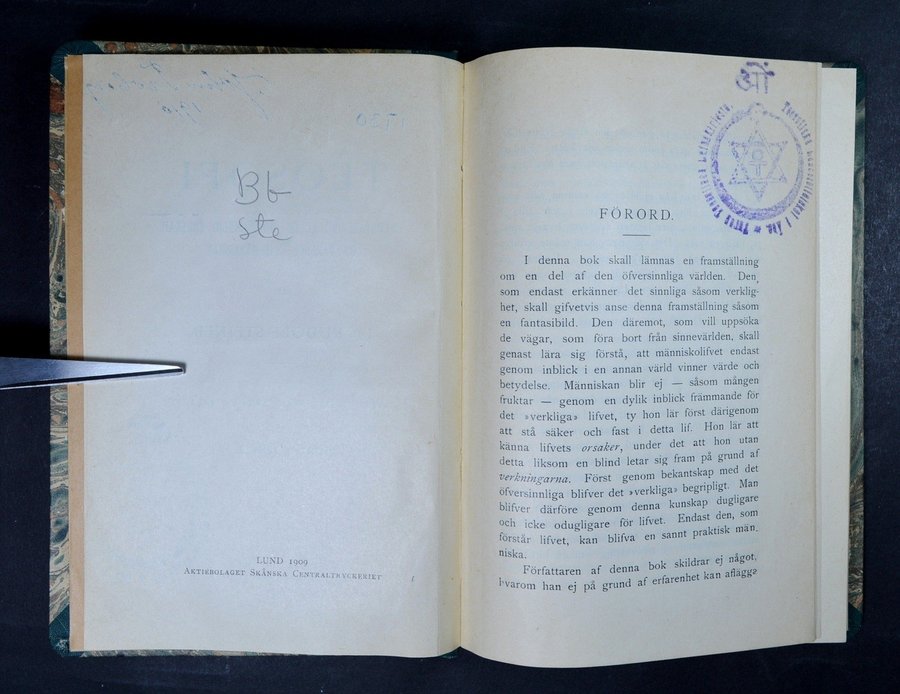 1930
Bb
Ste
LUND 1909
AKTIEBOLAGET SKÅNSKA CENTRALTRYCKERIET
FÖRORD.
I denna bok skall lämnas en framställning
om en del af den öfversinnliga världen. Den,
som endast erkänner det sinnliga såsom verklig-
het, skall gifvetvis anse denna framställning såsom
en fantasibild. Den däremot, som vill uppsöka
de vägar, som föra bort från sinnevärlden, skall
genast lära sig förstå, att människolifvet endast
genom inblick i en annan värld vinner värde och
betydelse. Människan blir ej — såsom mången
fruktar — genom en dylik inblick främmande för
det »verkliga» lifvet, ty hon lär först därigenom
att stå säker och fast i detta lif. Hon lär att
känna lifvets orsaker, under det att hon utan
detta liksom en blind letar sig fram på grund af
verkningarna. Först genom bekantskap med det
öfversinnliga blifver det »verkliga» begripligt. Man
blifver därföre genom denna kunskap dugligare
och icke odugligare för lifvet. Endast den, som
förstår lifvet, kan blifva en sannt praktisk män.
niska.
Författaren af denna bok skildrar ej något,
hvarom han ej på grund af erfarenhet kan aflägga